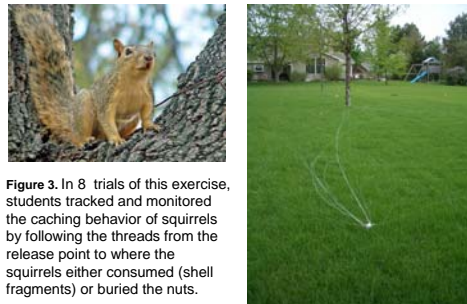 Figure 3. In 8 trials of this exercise,
students tracked and monitored
the caching behavior of squirrels
by following the threads from the
release point to where the
squirrels either consumed (shell
fragments) or buried the nuts.